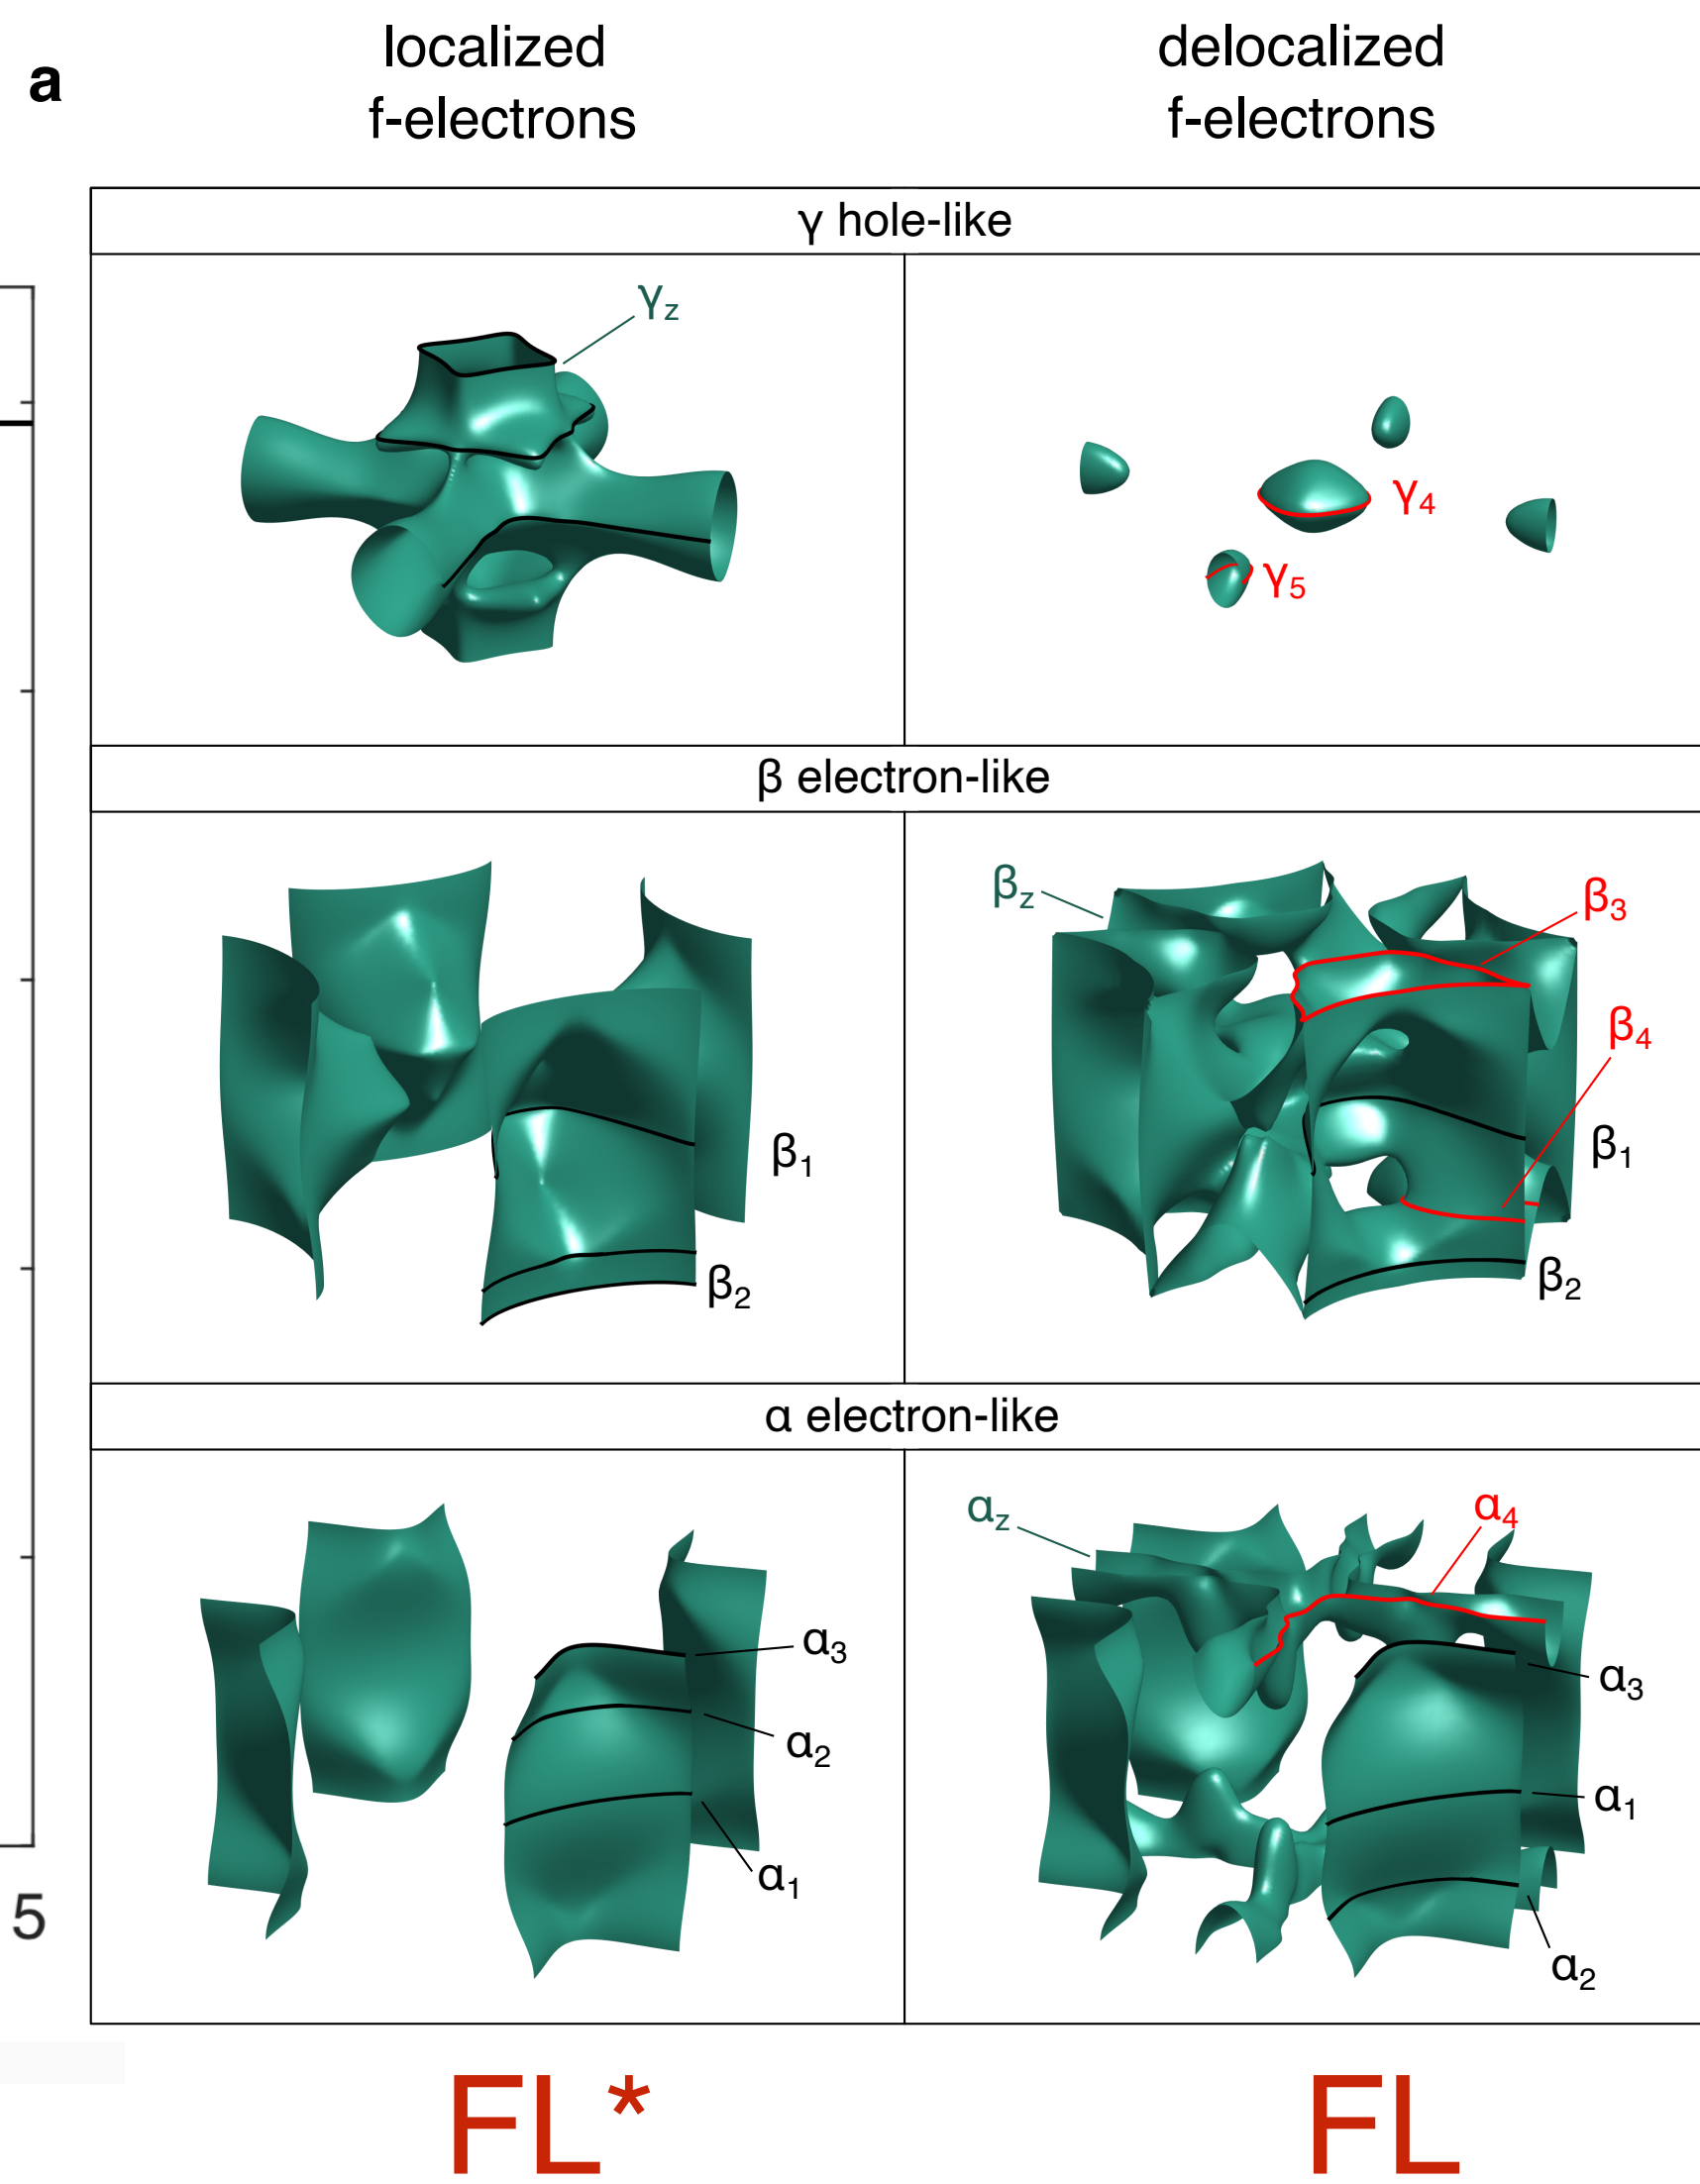 a
localized
f-electrons
delocalized
f-electrons
γ hole-like
γz
γ4
γ5
β electron-like
βz
β3
β4
β1
β2
β1
β2
α electron-like
αz
α4
α3
α2
α1
α3
α1
α2
5
FL*
FL